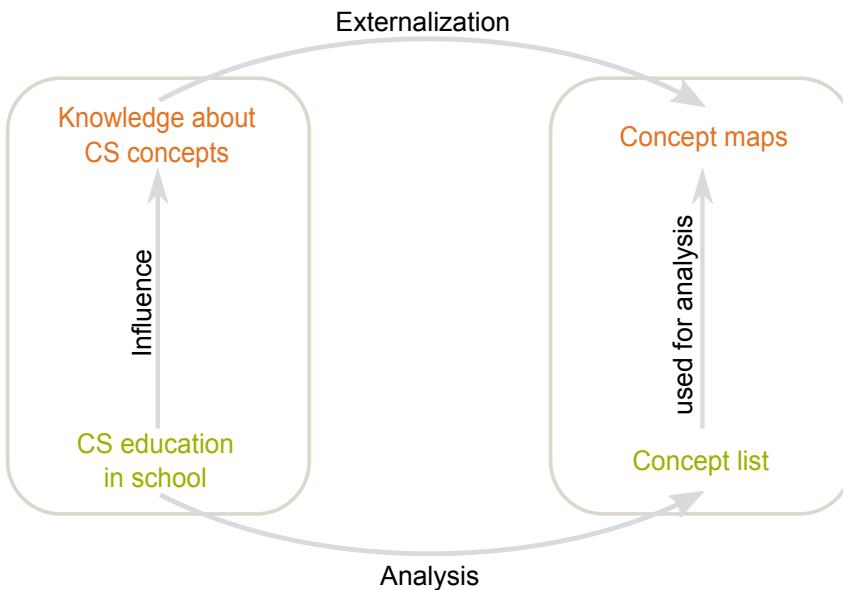 Externalization
Knowledge about
CS concepts
Concept maps
Influence
used for analysis
CS education
in school
Concept list
Analysis